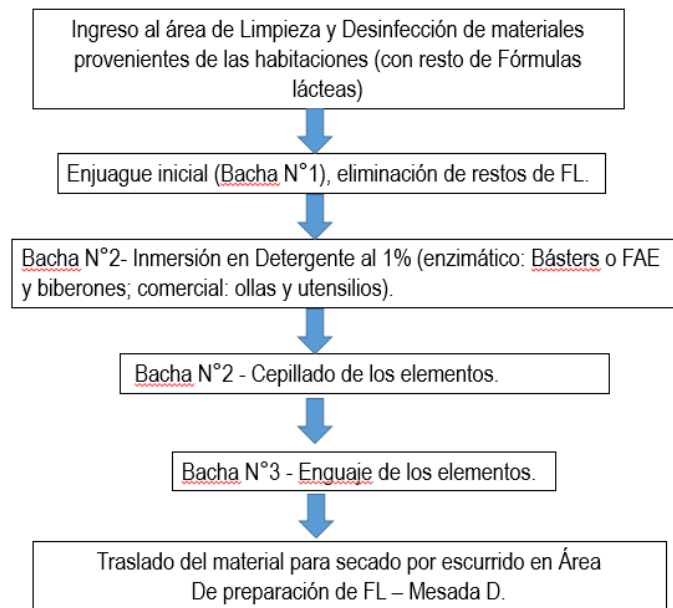 Ingreso al área de Limpieza y Desinfección de materiales
provenientes de las habitaciones (con resto de Fórmulas
lácteas)
Enjuague inicial (Bacha N°1), eliminación de restos de FL.
Bacha N°2- Inmersión en Detergente al 1% (enzimático: Básters o FAE
y biberones; comercial: ollas y utensilios).
Bacha N°2 - Cepillado de los elementos.
Bacha N°3 - Enguaje de los elementos.
Traslado del material para secado por escurrido en Área
De preparación de FL – Mesada D.